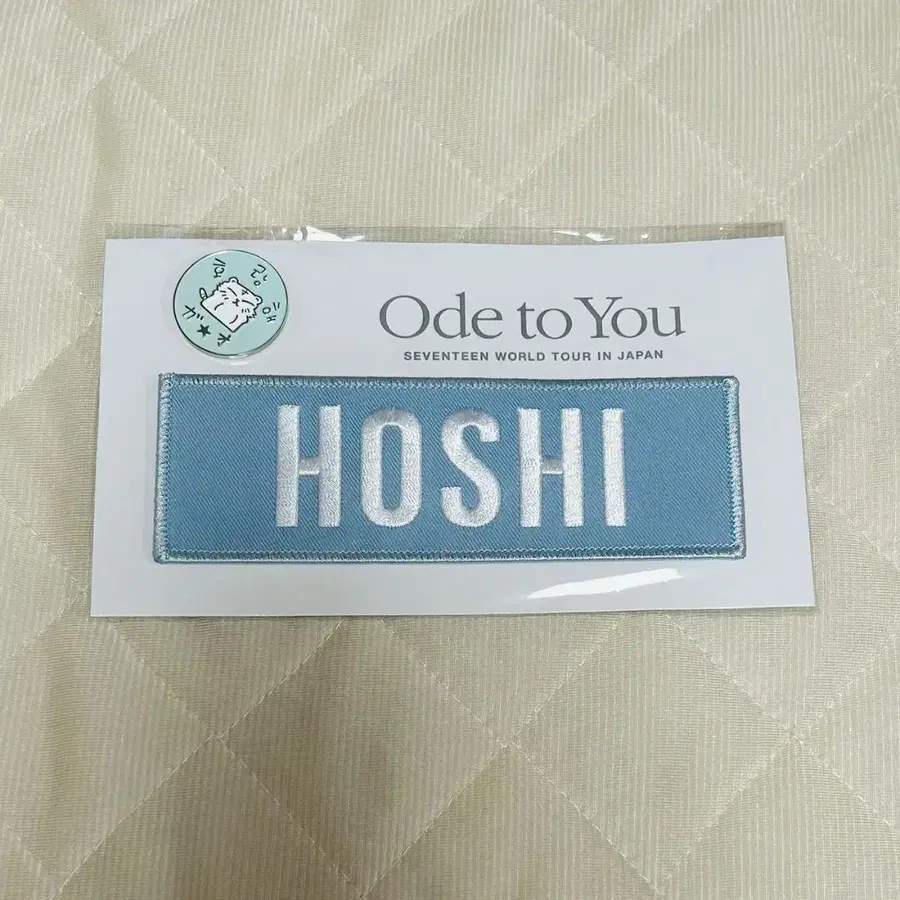 Ode to You
SEVENTEEN WORLD TOUR IN JAPAN
HOSHI